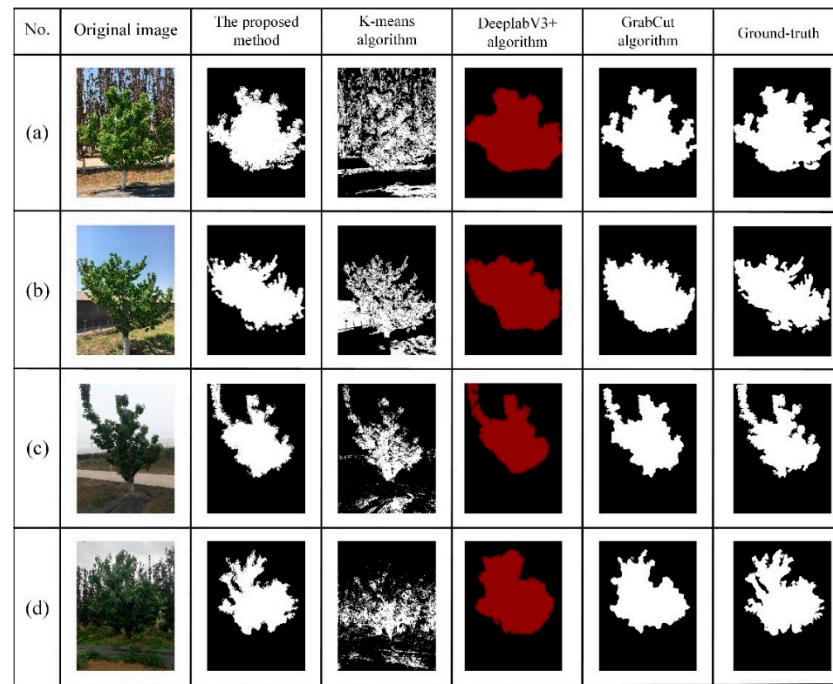 No.
Original image
The proposed
method
K-means
algorithm
DeeplabV3+
algorithm
GrabCut
algorithm
Ground-truth
(a)
(b)
(c)
(d)